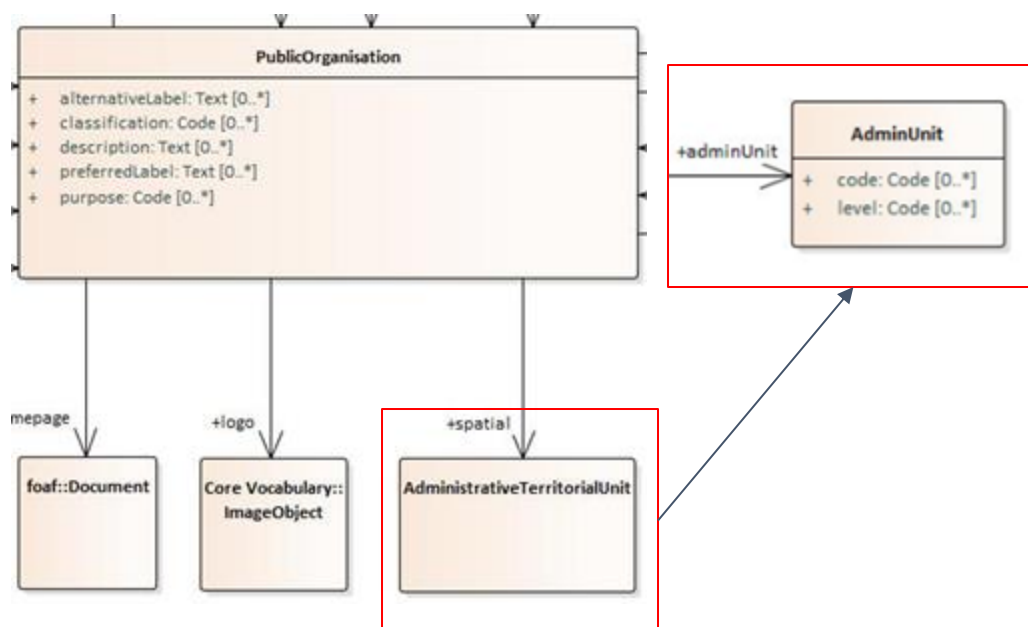 PublicOrganisation
+ alternativeLabel: Text [0..*]
+ classification: Code [0..*]
+ description: Text [0..*]
+ preferredLabel: Text [0..*]
+ purpose: Code [0..*]
+adminUnit
AdminUnit
+ code: Code [0..*]
+ level: Code [0..*]
mepage
+logo
+spatial
foaf::Document
Core Vocabulary::
ImageObject
AdministrativeTerritorialUnit